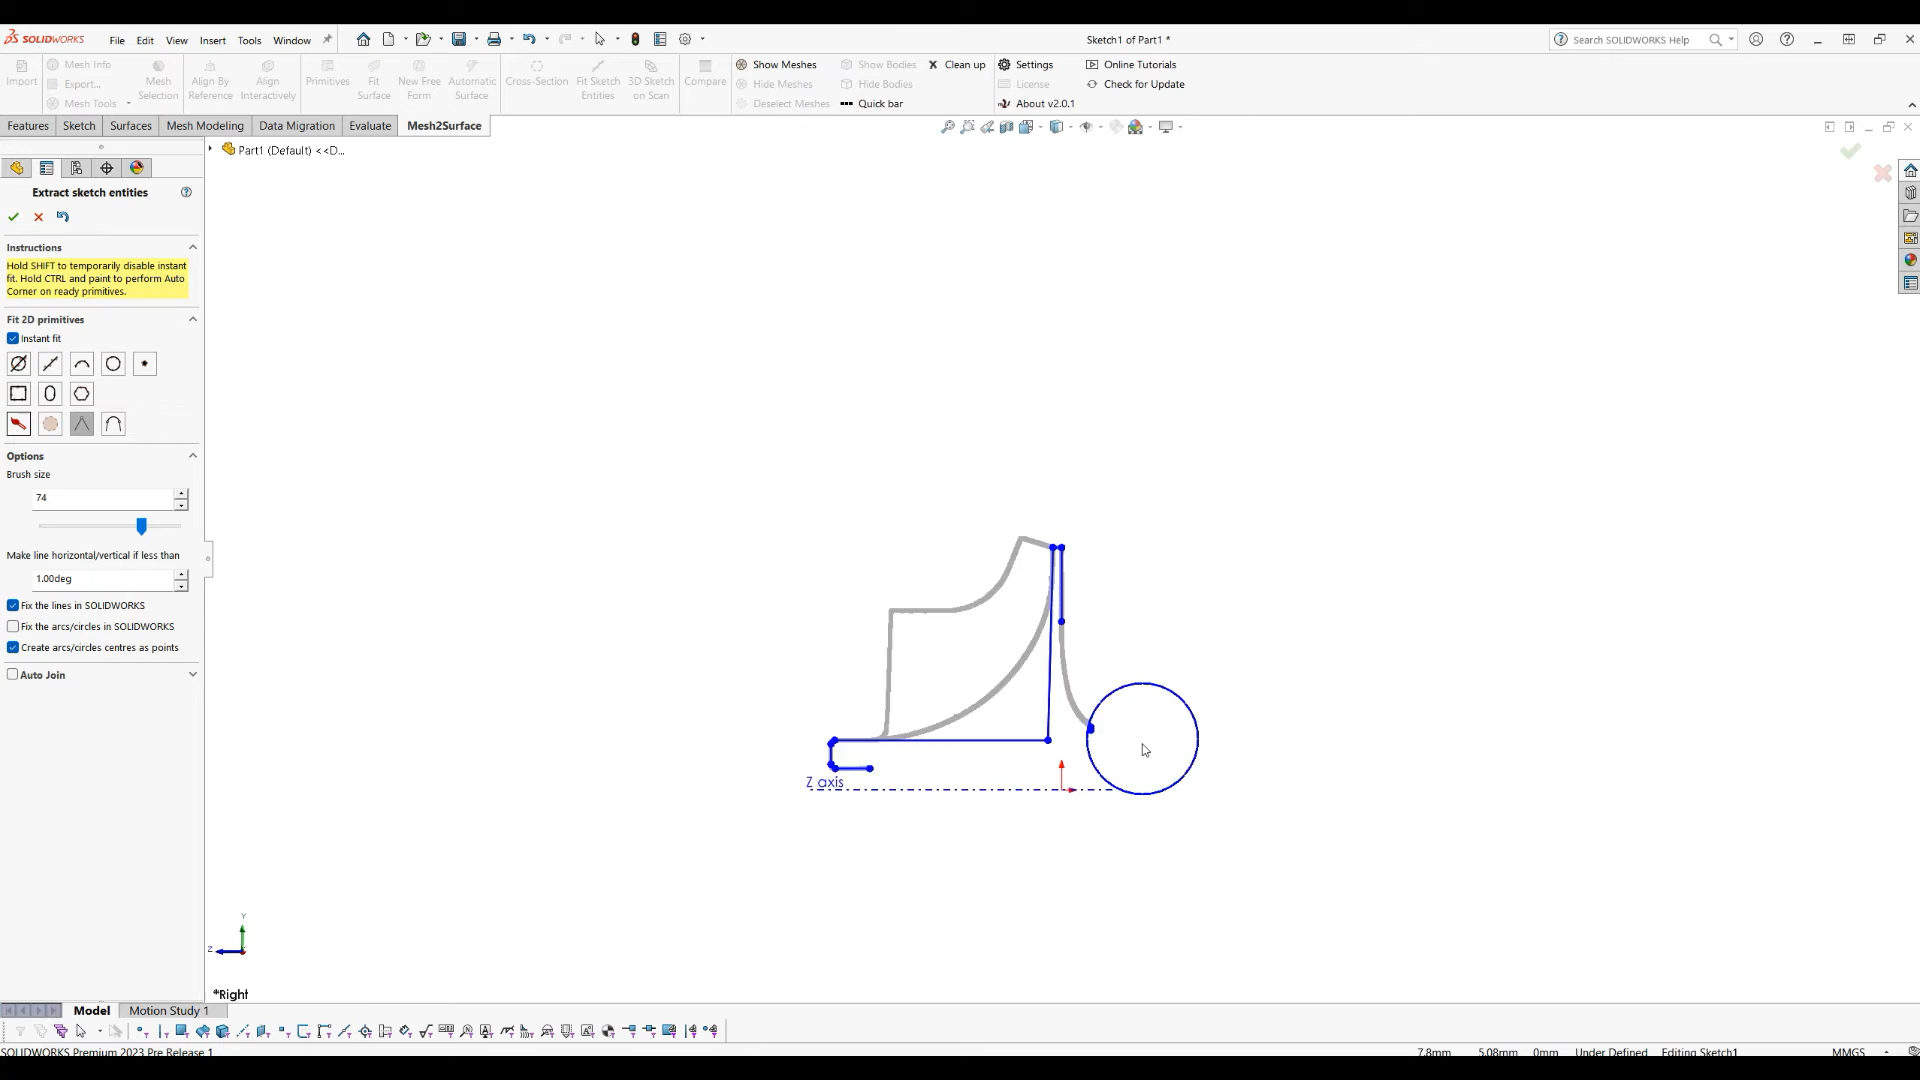 SOLIDWORKS File Edit View Insert Tools Window Sketch1 of Part1 * Search SOLIDWORKS Help
Import
Mesh Info
Export...
Mesh Tools
Mesh Selection
Align By Reference
Align Interactively
Primitives
Fit Surface
New Free Form
Automatic Surface
Cross-Section
Fit Sketch Entities
3D Sketch on Scan
Compare
Show Meshes
Hide Meshes
Deselect Meshes
Show Bodies
Hide Bodies
Quick bar
Clean up
Settings
License
About v2.0.1
Online Tutorials
Check for Update
Features Sketch Surfaces Mesh Modeling Data Migration Evaluate Mesh2Surface
Part1 (Default) <<D...
Extract sketch entities
Instructions
Hold SHIFT to temporarily disable instant
fit. Hold CTRL and paint to perform Auto
Corner on ready primitives.
Fit 2D primitives
Instant fit
Options
Brush size
74
Make line horizontal/vertical if less than
1.00deg
Fix the lines in SOLIDWORKS
Fix the arcs/circles in SOLIDWORKS
Create arcs/circles centres as points
Auto Join
Z axis
Y
Z
*Right
Model Motion Study 1
SOLIDWORKS Premium 2023 Pre Release 1 7.8mm 5.08mm 0mm Under Defined Editing Sketch1 MMGS